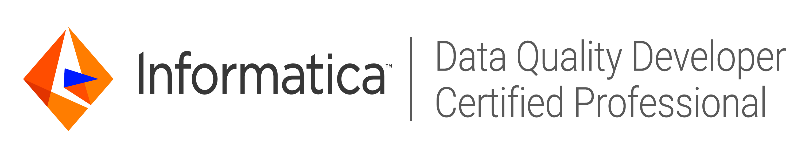 Informatica™
Data Quality Developer
Certified Professional